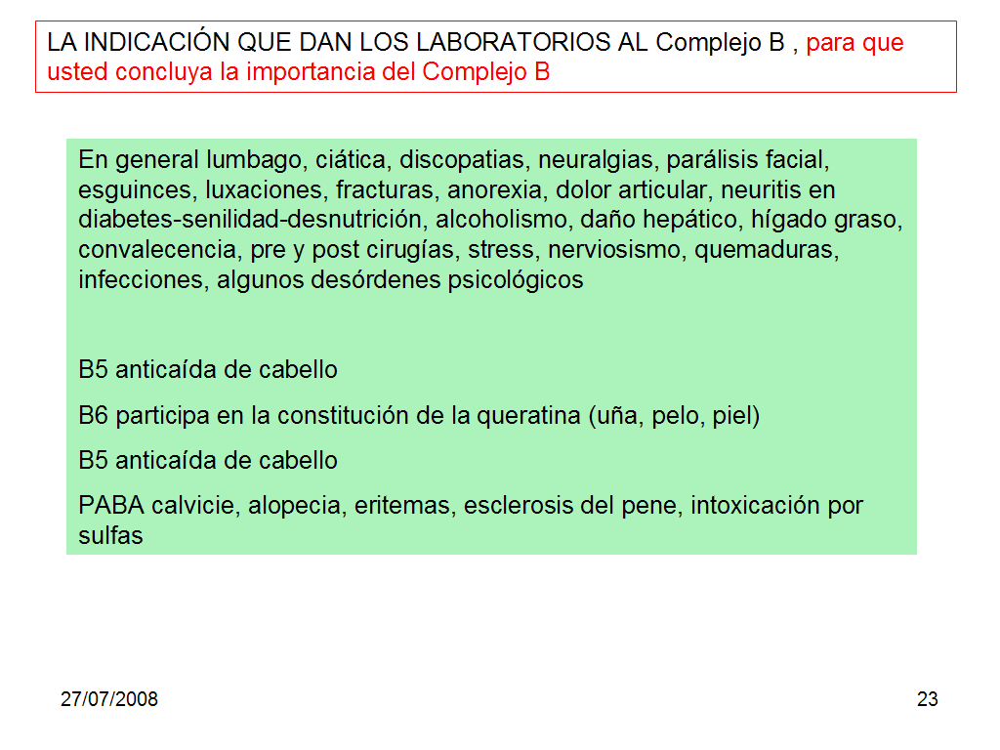 LA INDICACIÓN QUE DAN LOS LABORATORIOS AL Complejo B , para que
usted concluya la importancia del Complejo B
En general lumbago, ciática, discopatias, neuralgias, parálisis facial,
esguinces, luxaciones, fracturas, anorexia, dolor articular, neuritis en
diabetes-senilidad-desnutrición, alcoholismo, daño hepático, hígado graso,
convalecencia, pre y post cirugías, stress, nerviosismo, quemaduras,
infecciones, algunos desórdenes psicológicos
B5 anticaída de cabello
B6 participa en la constitución de la queratina (uña, pelo, piel)
B5 anticaída de cabello
PABA calvicie, alopecia, eritemas, esclerosis del pene, intoxicación por
sulfas
27/07/2008
23